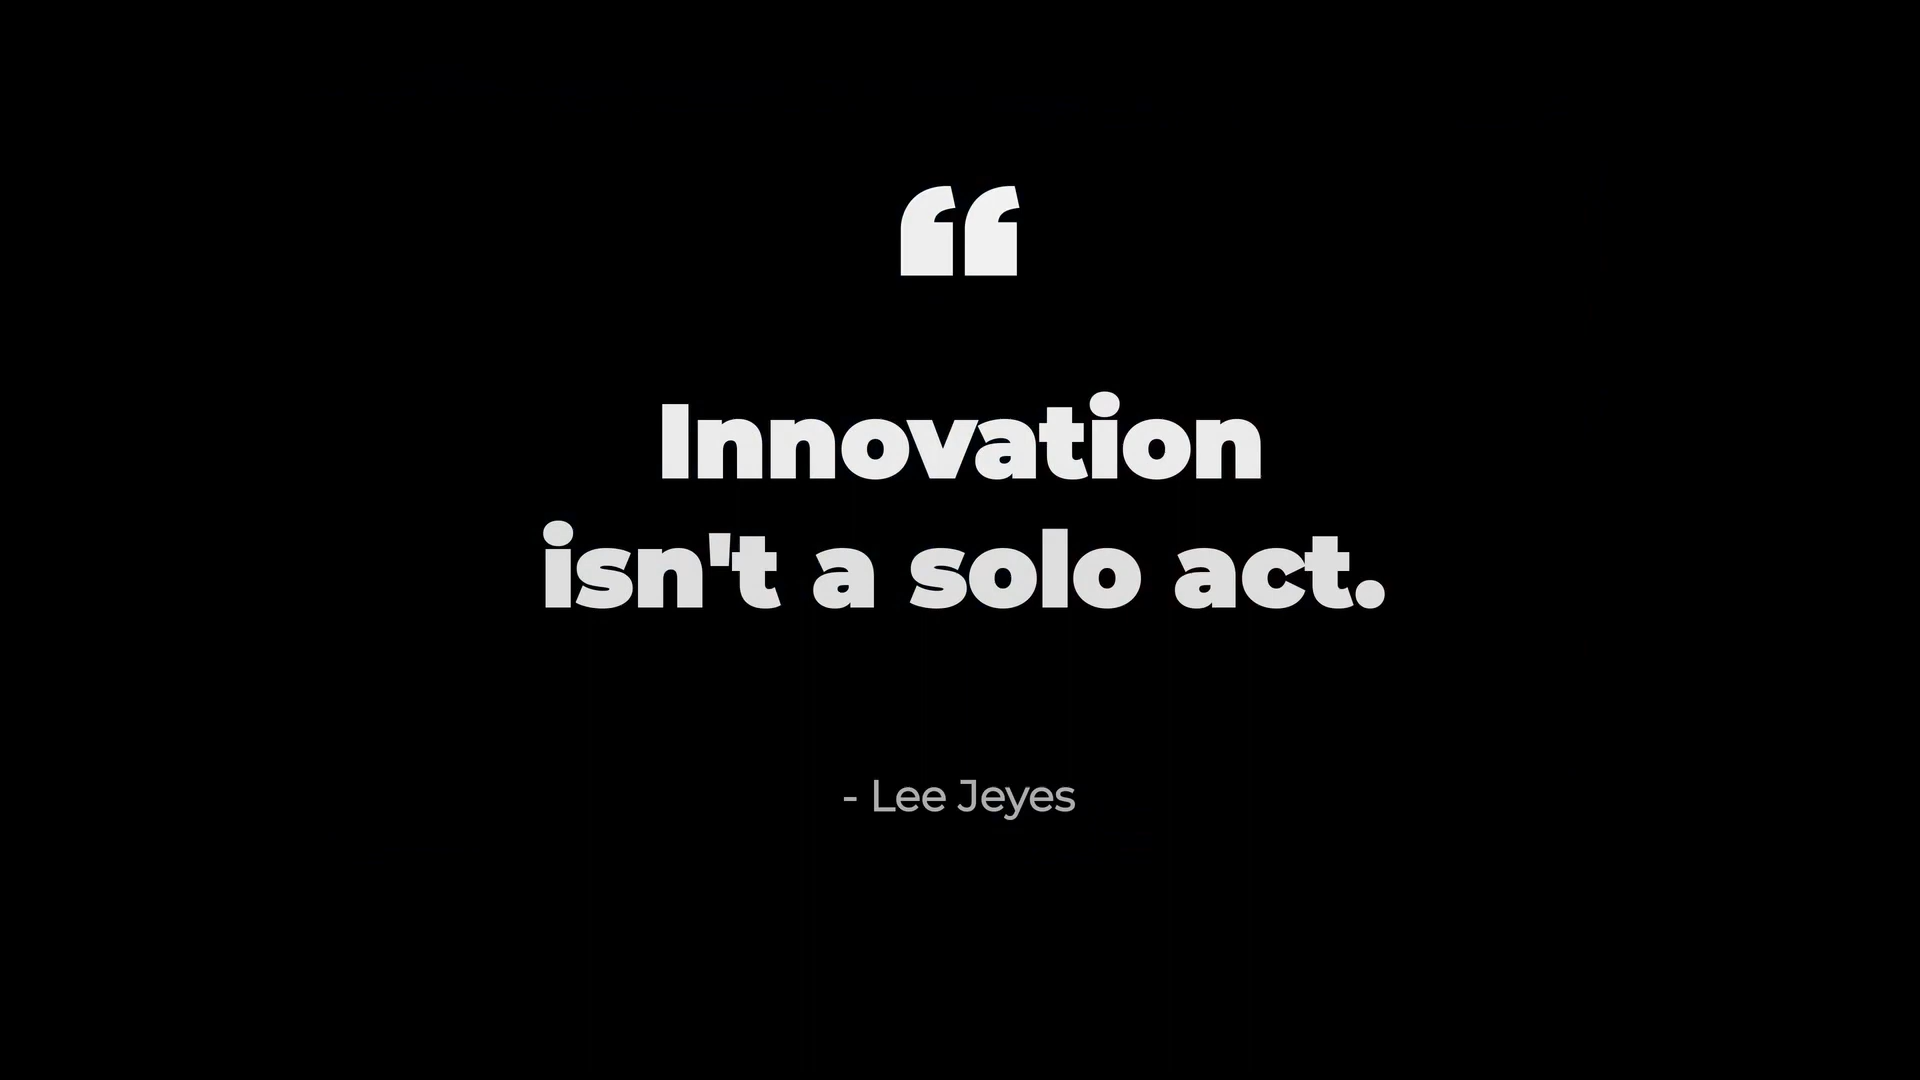 “
Innovation
isn't a solo act.
- Lee Jeyes